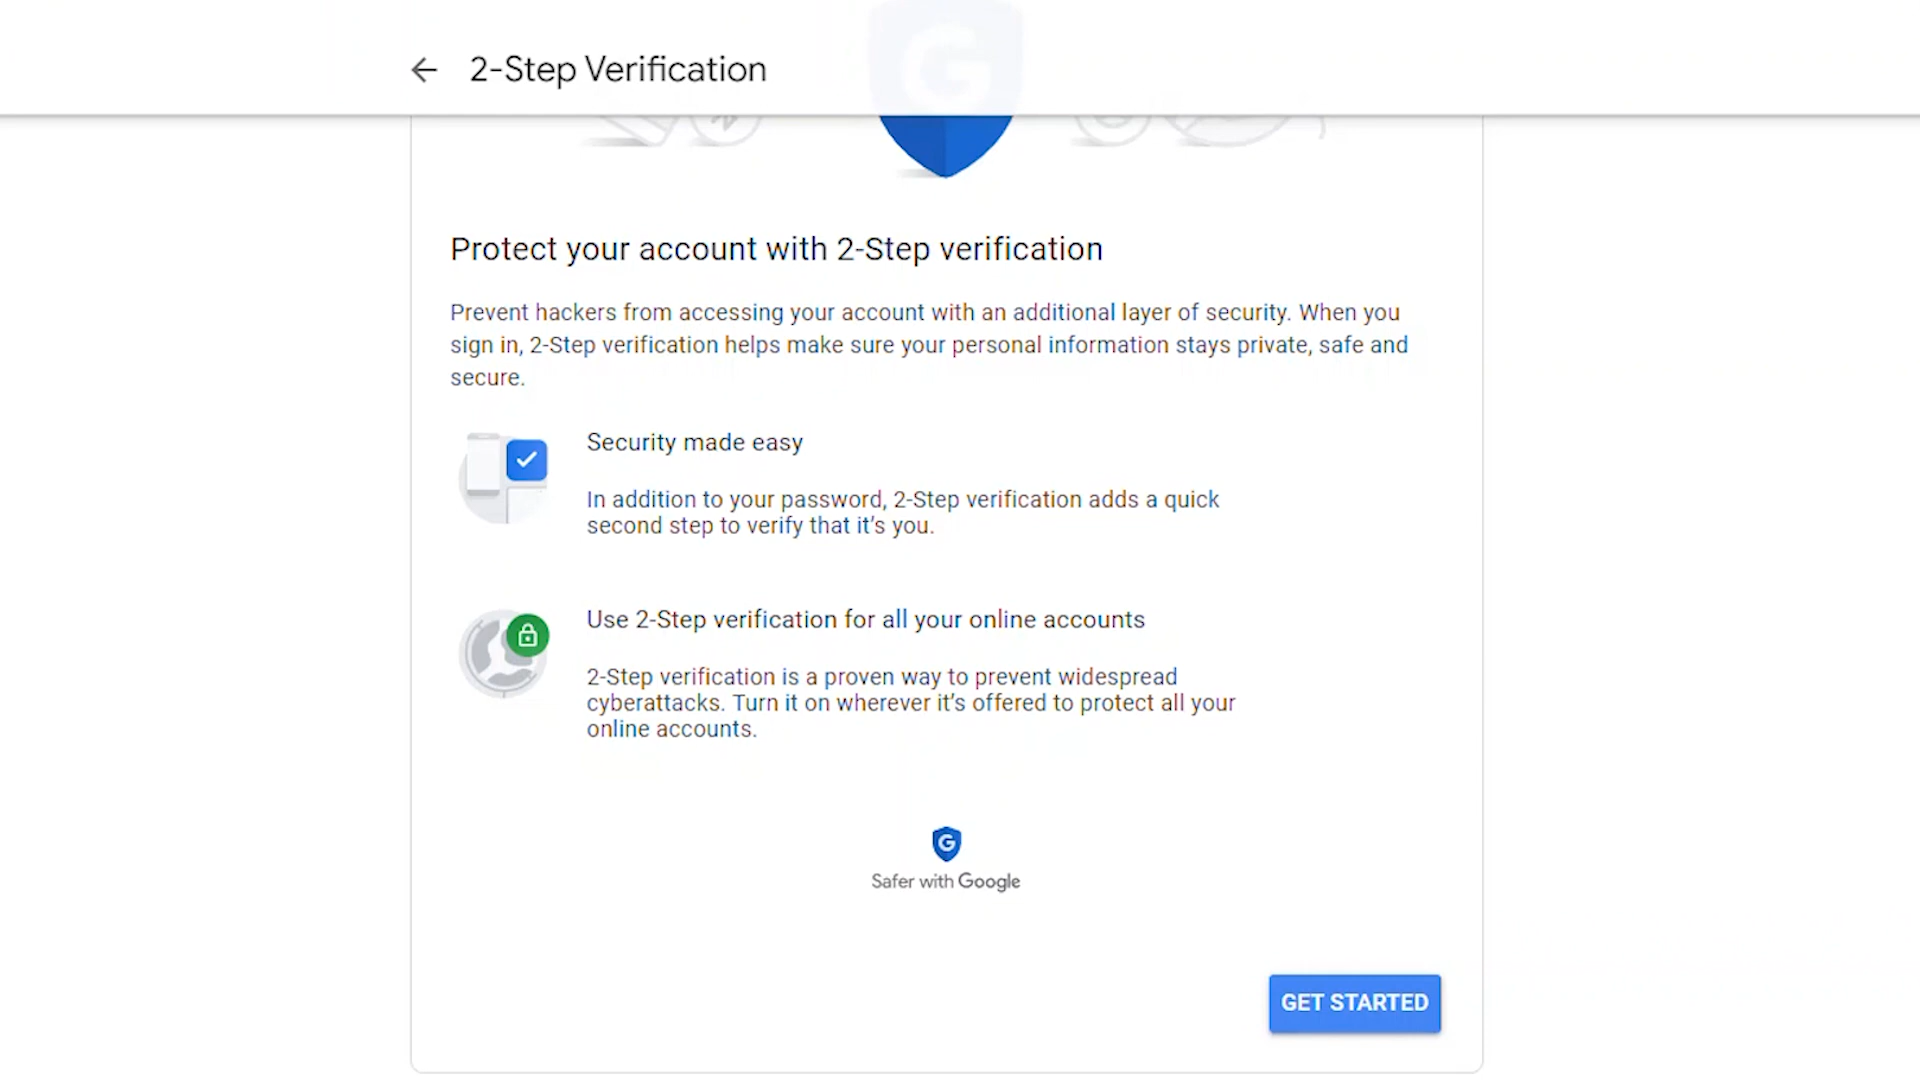 2-Step Verification
Protect your account with 2-Step verification
Prevent hackers from accessing your account with an additional layer of security. When you
sign in, 2-Step verification helps make sure your personal information stays private, safe and
secure.
Security made easy
In addition to your password, 2-Step verification adds a quick
second step to verify that it’s you.
Use 2-Step verification for all your online accounts
2-Step verification is a proven way to prevent widespread
cyberattacks. Turn it on wherever it’s offered to protect all your
online accounts.
G
Safer with Google
GET STARTED